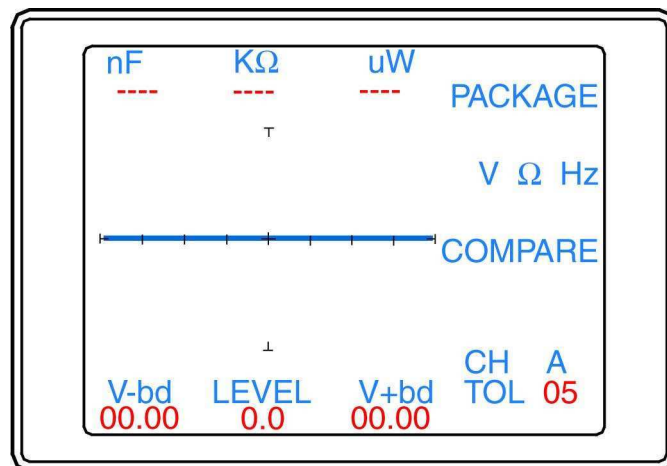 nF KΩ uW
---- ---- ----
PACKAGE
V Ω Hz
COMPARE
CH A
V-bd LEVEL V+bd TOL 05
00.00 0.0 00.00